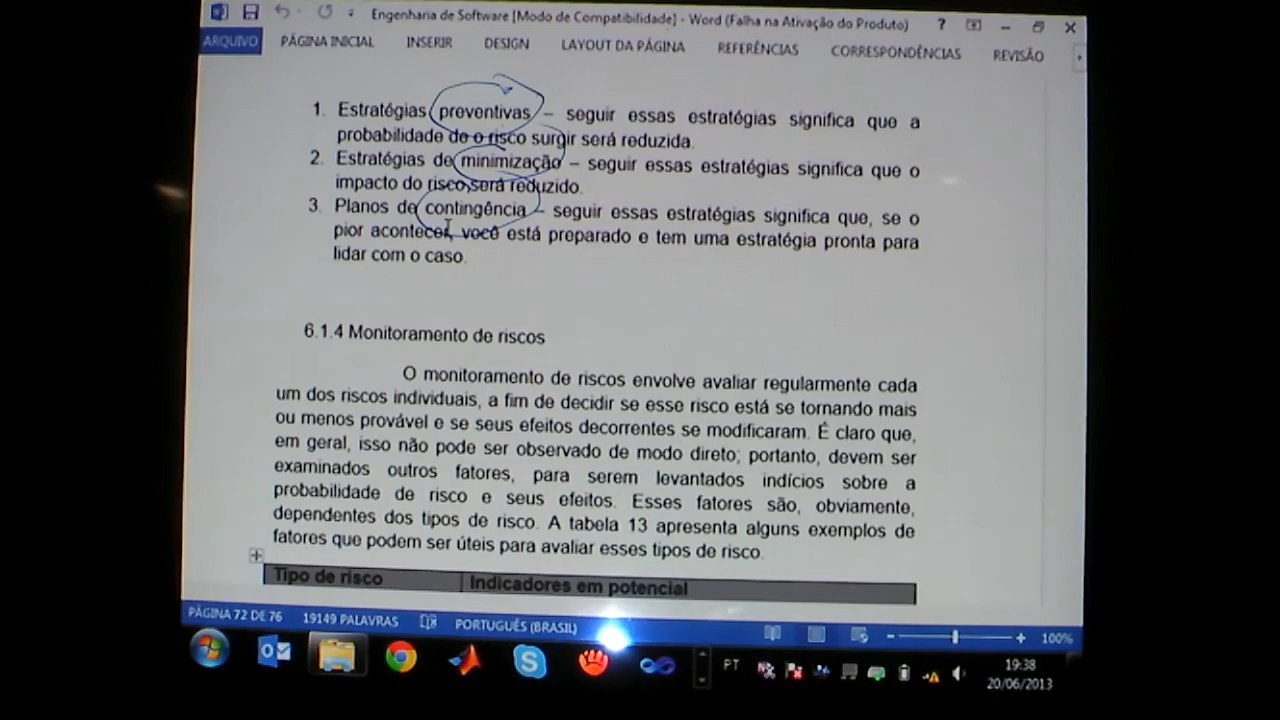 Engenharia de Software [Modo de Compatibilidade] - Word (Falha na Ativação do Produto)
ARQUIVO PÁGINA INICIAL INSERIR DESIGN LAYOUT DA PÁGINA REFERÊNCIAS CORRESPONDÊNCIAS REVISÃO
1. Estratégias preventivas – seguir essas estratégias significa que a
probabilidade de o risco surgir será reduzida.
2. Estratégias de minimização – seguir essas estratégias significa que o
impacto do risco será reduzido.
3. Planos de contingência – seguir essas estratégias significa que, se o
pior acontecer, você está preparado e tem uma estratégia pronta para
lidar com o caso.
6.1.4 Monitoramento de riscos
O monitoramento de riscos envolve avaliar regularmente cada
um dos riscos individuais, a fim de decidir se esse risco está se tornando mais
ou menos provável e se seus efeitos decorrentes se modificaram. É claro que,
em geral, isso não pode ser observado de modo direto; portanto, devem ser
examinados outros fatores, para serem levantados indícios sobre a
probabilidade de risco e seus efeitos. Esses fatores são, obviamente,
dependentes dos tipos de risco. A tabela 13 apresenta alguns exemplos de
fatores que podem ser úteis para avaliar esses tipos de risco.
Tipo de risco Indicadores em potencial
PÁGINA 72 DE 76 19149 PALAVRAS PORTUGUÊS (BRASIL) 100%
PT 19:38
20/06/2013